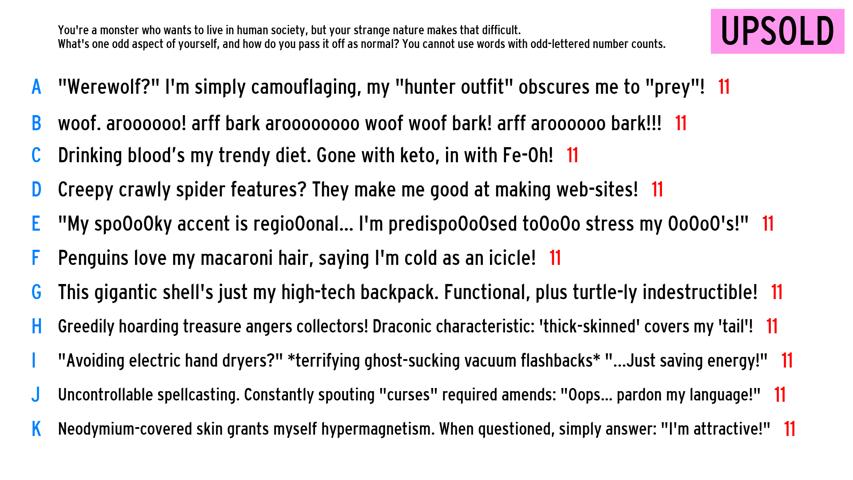 You're a monster who wants to live in human society, but your strange nature makes that difficult.
What's one odd aspect of yourself, and how do you pass it off as normal? You cannot use words with odd-lettered number counts.
UPSOLD
A "Werewolf?" I'm simply camouflaging, my "hunter outfit" obscures me to "prey"! 11
B woof. aroooooo! arff bark aroooooooo woof woof bark! arff aroooooo bark!!! 11
C Drinking blood's my trendy diet. Gone with keto, in with Fe-Oh! 11
D Creepy crawly spider features? They make me good at making web-sites! 11
E "My spoOoOky accent is regioOonal... I'm predispoOoOsed toOoOo stress my OoOoO's!" 11
F Penguins love my macaroni hair, saying I'm cold as an icicle! 11
G This gigantic shell's just my high-tech backpack. Functional, plus turtle-ly indestructible! 11
H Greedily hoarding treasure angers collectors! Draconic characteristic: 'thick-skinned' covers my 'tail'! 11
I "Avoiding electric hand dryers?" *terrifying ghost-sucking vacuum flashbacks* "...Just saving energy!" 11
J Uncontrollable spellcasting. Constantly spouting "curses" required amends: "Oops... pardon my language!" 11
K Neodymium-covered skin grants myself hypermagnetism. When questioned, simply answer: "I'm attractive!" 11